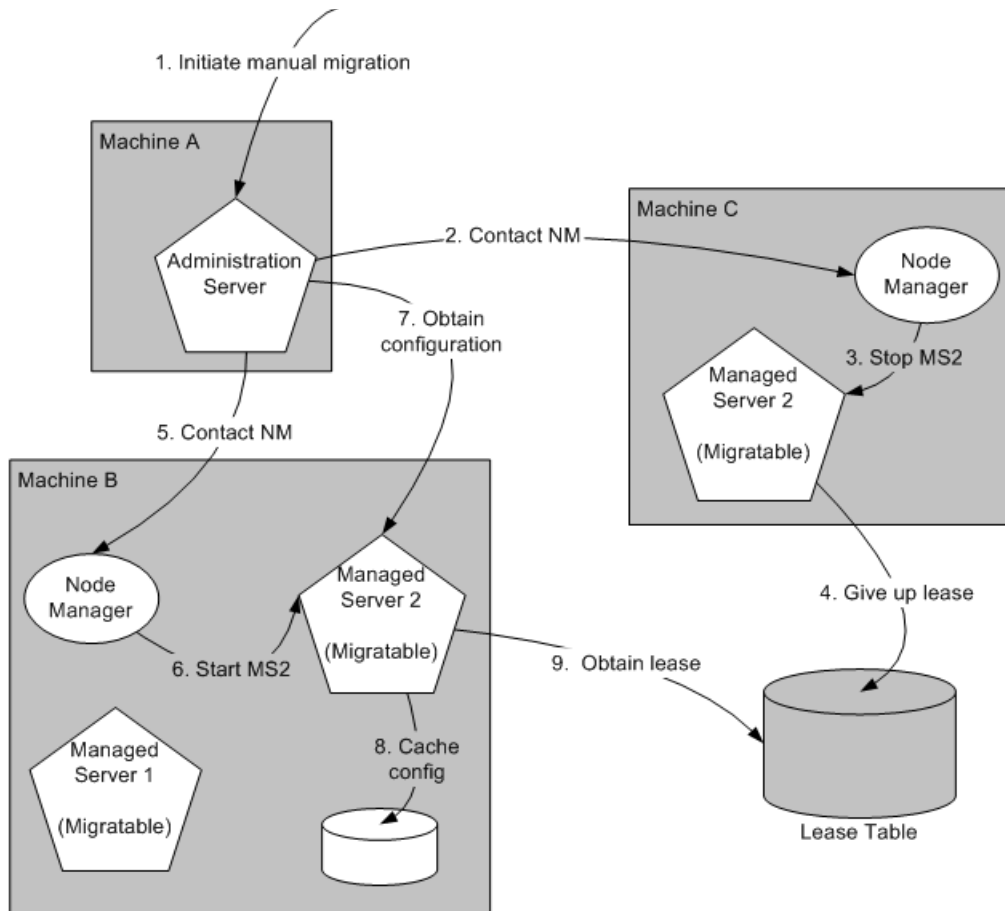 1. Initiate manual migration
Machine A
Administration
Server
Machine C
2. Contact NM
Node
Manager
7. Obtain
configuration
3. Stop MS2
Managed
Server 2
(Migratable)
5. Contact NM
Machine B
Node
Manager
Managed
Server 2
(Migratable)
4. Give up lease
6. Start MS2
9. Obtain lease
Managed
Server 1
(Migratable)
8. Cache
config
Lease Table